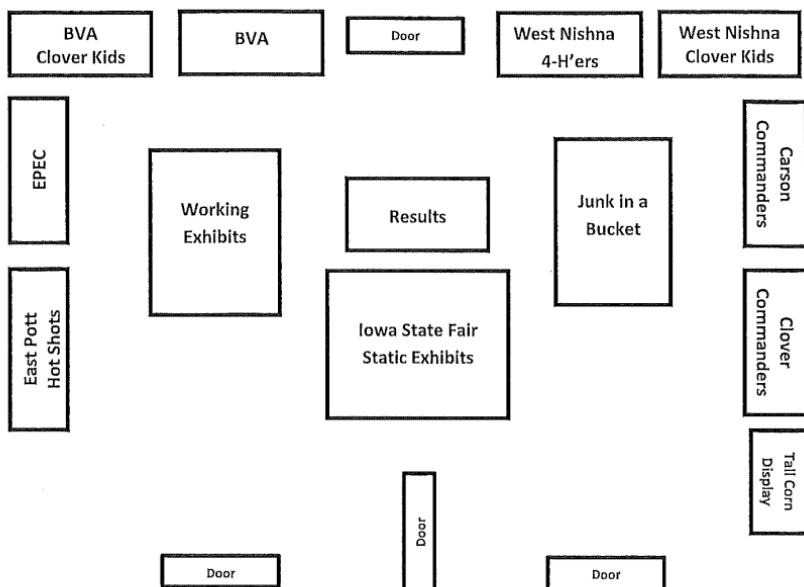 BVA
Clover Kids
BVA
Door
West Nishna
4-H'ers
West Nishna
Clover Kids
EPEC
Working
Exhibits
Results
Junk in a
Bucket
Carson
Commanders
East Pott
Hot Shots
Iowa State Fair
Static Exhibits
Clover
Commanders
Tall Corn
Display
Door
Door
Door